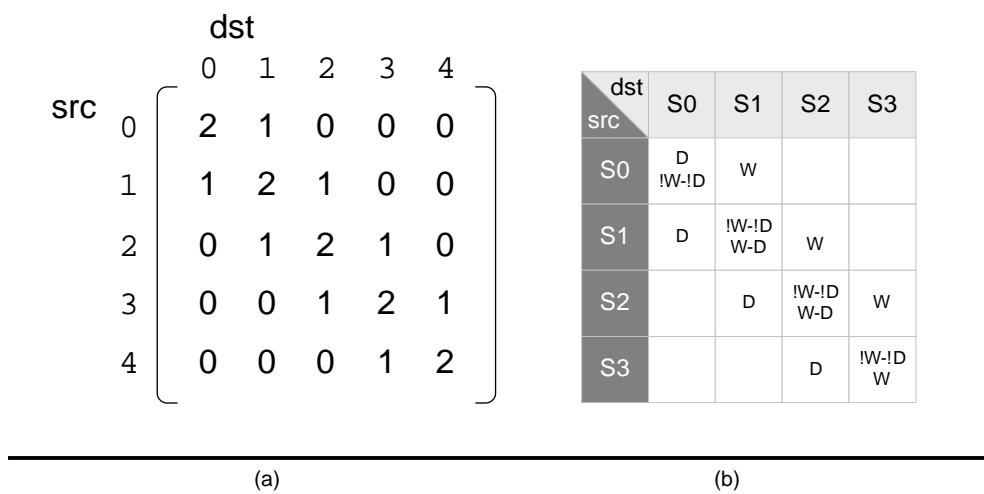 dst
0 1 2 3 4
src
0 2 1 0 0 0
1 1 2 1 0 0
2 0 1 2 1 0
3 0 0 1 2 1
4 0 0 0 1 2
(a)
dst
src
S0 S1 S2 S3
S0
D
!W-!D
W
S1
D
!W-!D
W-D
W
S2
D
!W-!D
W-D
W
S3
D
!W-!D
W
(b)